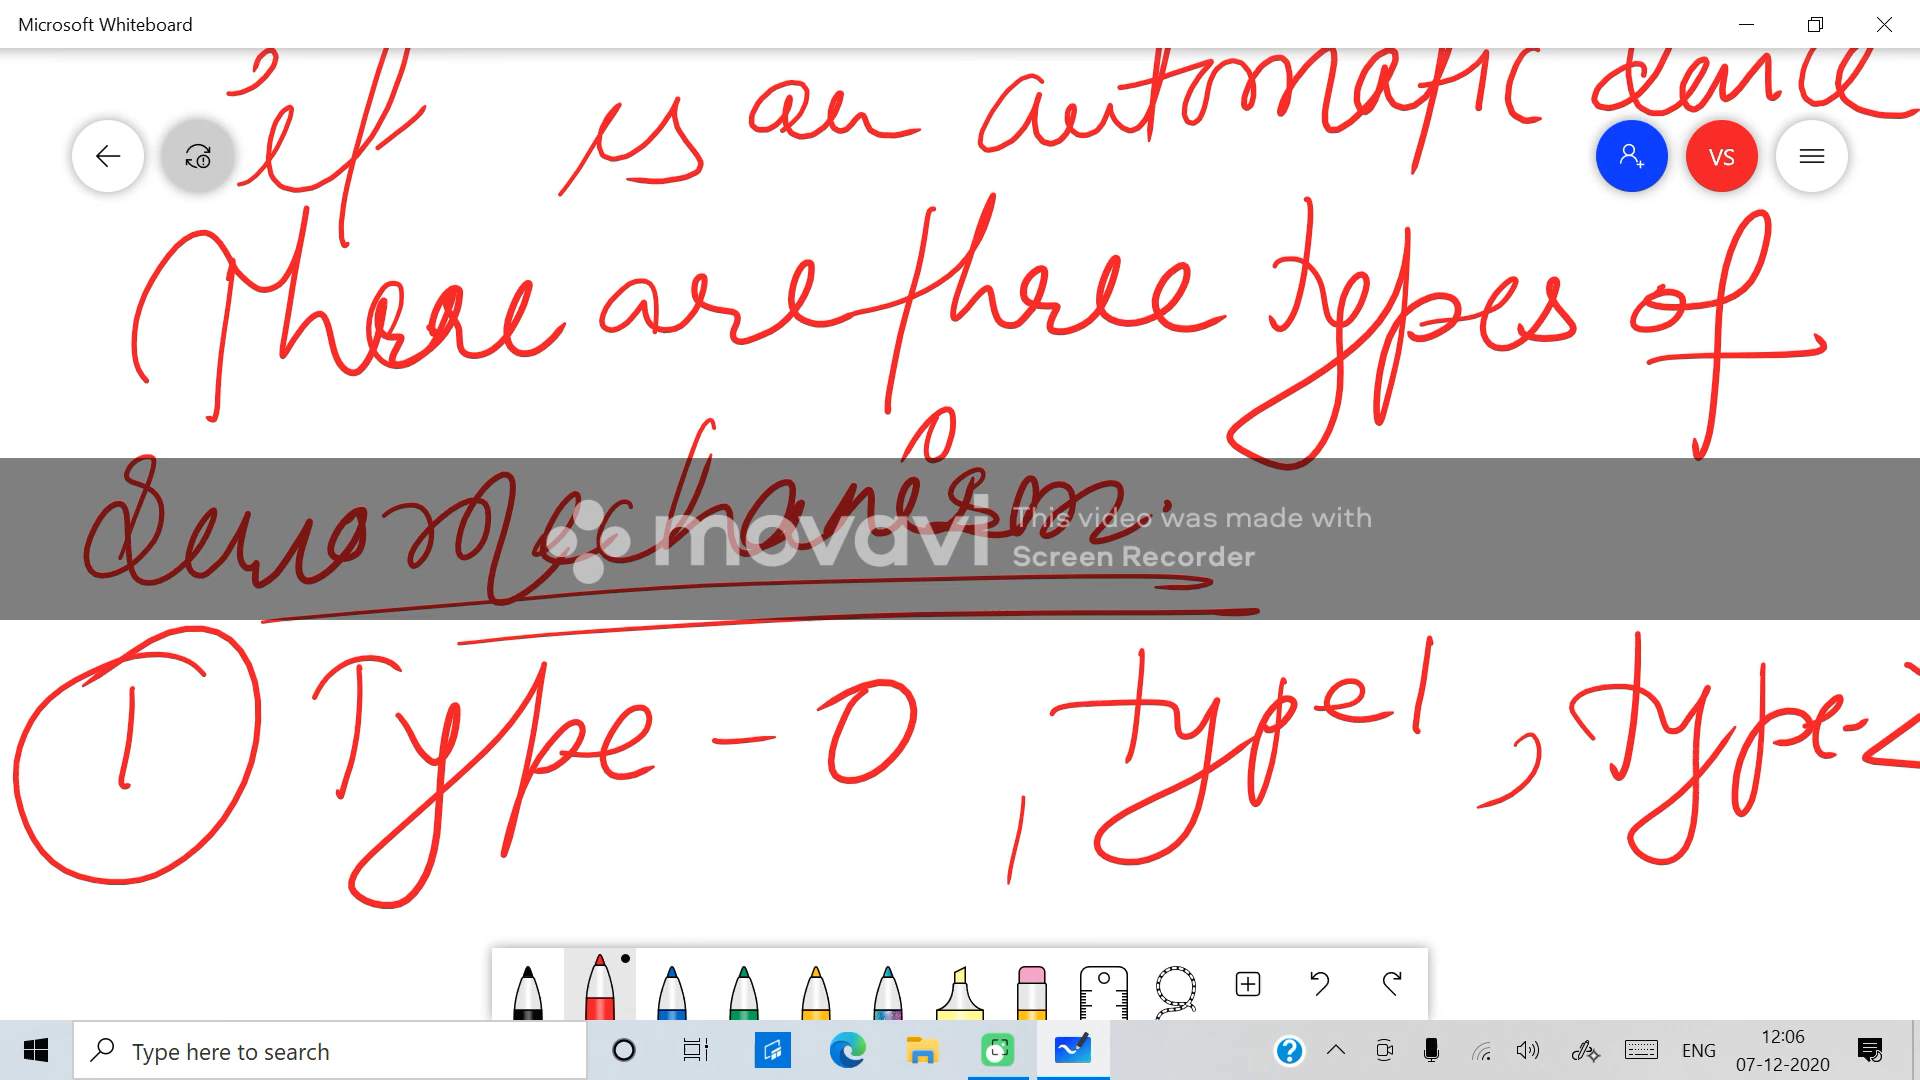 Microsoft Whiteboard
it is an automatic device
VS
There are three types of
Servomechanism.
movavi This video was made with
Screen Recorder
1 Type - 0, type 1, type-2
Type here to search
ENG
12:06
07-12-2020